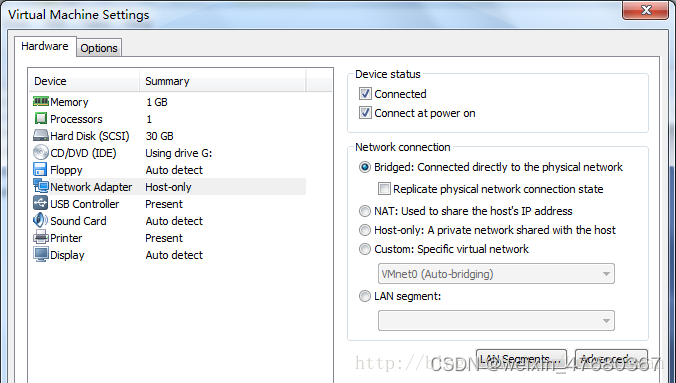 Virtual Machine Settings
Hardware
Options
Device Summary
Memory 1 GB
Processors 1
Hard Disk (SCSI) 30 GB
CD/DVD (IDE) Using drive G:
Floppy Auto detect
Network Adapter Host-only
USB Controller Present
Sound Card Auto detect
Printer Present
Display Auto detect
Device status
Connected
Connect at power on
Network connection
Bridged: Connected directly to the physical network
Replicate physical network connection state
NAT: Used to share the host's IP address
Host-only: A private network shared with the host
Custom: Specific virtual network
VMnet0 (Auto-bridging)
LAN segment:
LAN Segments... Advanced...
CSDN @weixin_47680367